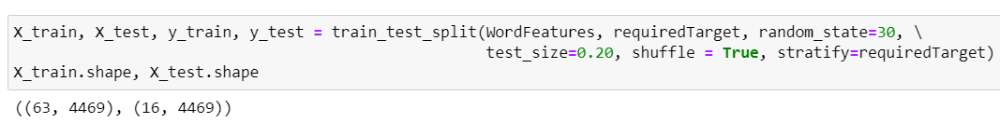 X_train, X_test, y_train, y_test = train_test_split(WordFeatures, requiredTarget, random_state=30, \
test_size=0.20, shuffle = True, stratify=requiredTarget)
X_train.shape, X_test.shape
((63, 4469), (16, 4469))